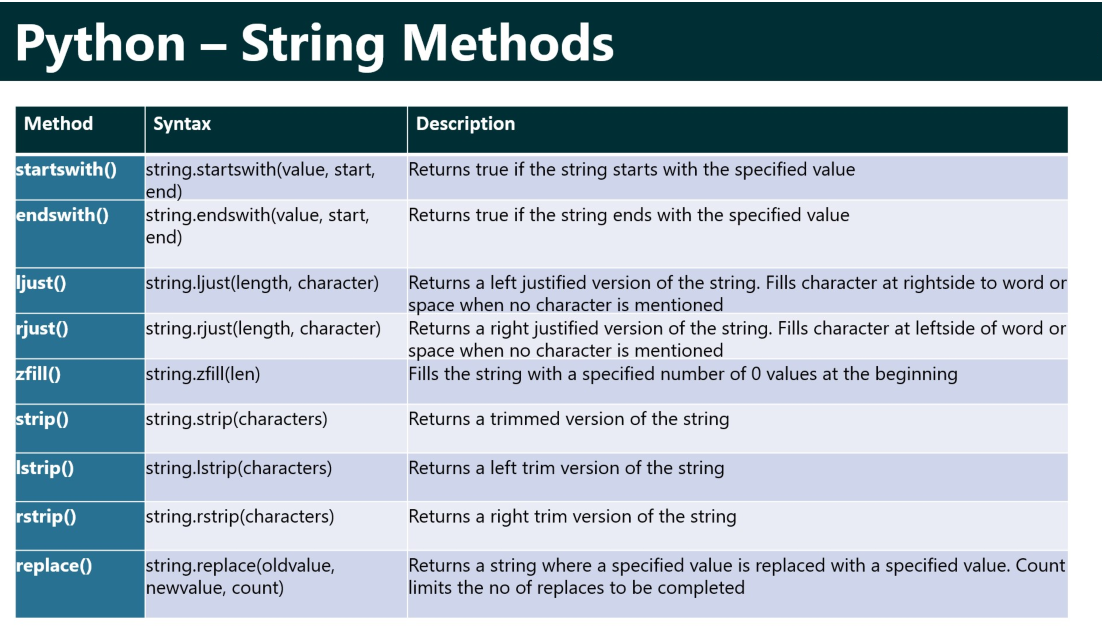 Python – String Methods
Method Syntax Description
startswith() string.startswith(value, start, Returns true if the string starts with the specified value
end)
endswith() string.endswith(value, start, Returns true if the string ends with the specified value
end)
ljust() string.ljust(length, character) Returns a left justified version of the string. Fills character at rightside to word or
space when no character is mentioned
rjust() string.rjust(length, character) Returns a right justified version of the string. Fills character at leftside of word or
space when no character is mentioned
zfill() string.zfill(len) Fills the string with a specified number of 0 values at the beginning
strip() string.strip(characters) Returns a trimmed version of the string
lstrip() string.lstrip(characters) Returns a left trim version of the string
rstrip() string.rstrip(characters) Returns a right trim version of the string
replace() string.replace(oldvalue, Returns a string where a specified value is replaced with a specified value. Count
newvalue, count) limits the no of replaces to be completed